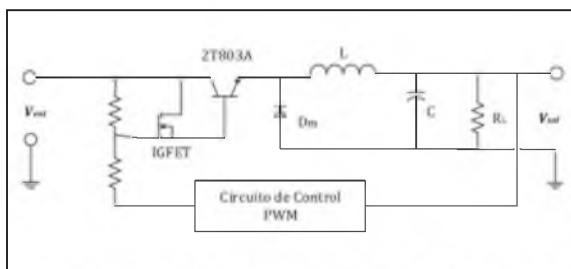 2T803A
L
Vent
IGFET
Dm
C
RL
Vsal
Circuito de Control
PWM